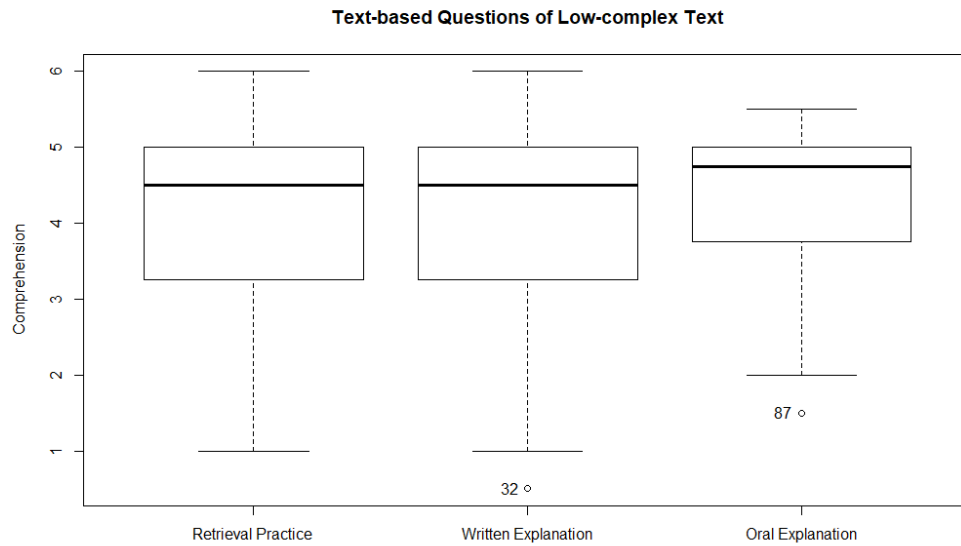 Text-based Questions of Low-complex Text
Comprehension
6
5
4
3
2
1
87
32
Retrieval Practice
Written Explanation
Oral Explanation